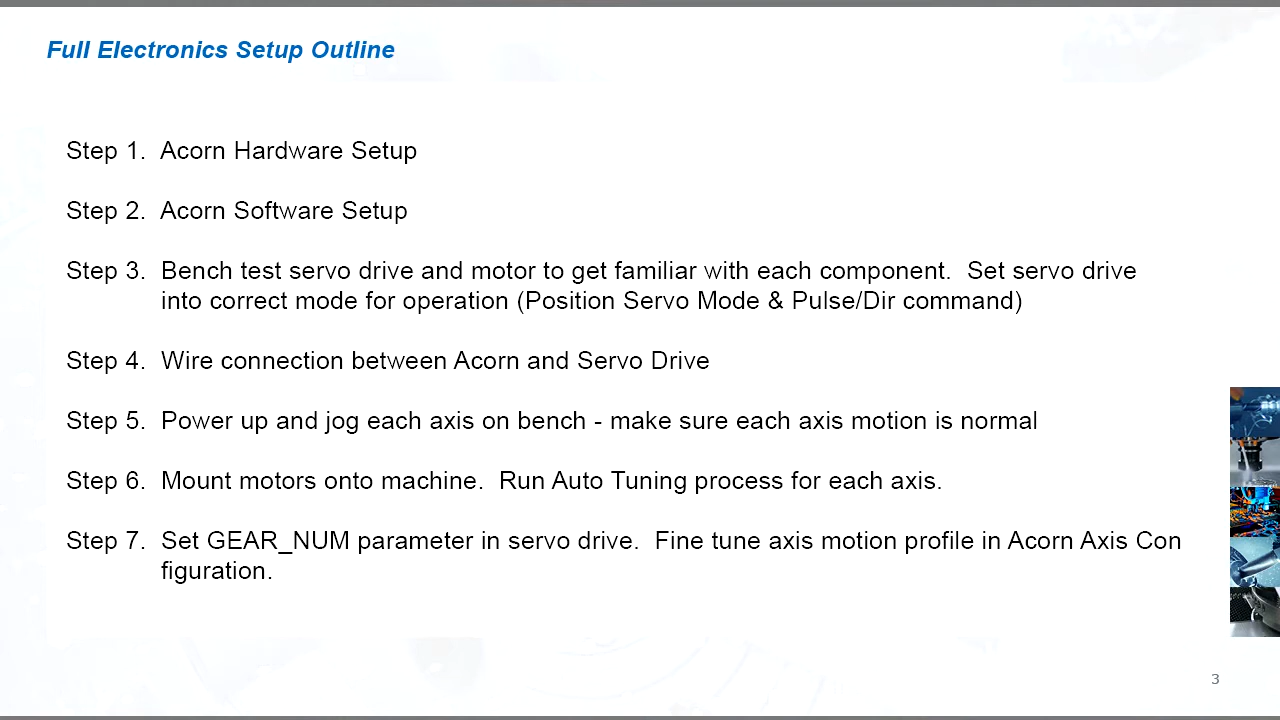 Full Electronics Setup Outline
Step 1. Acorn Hardware Setup
Step 2. Acorn Software Setup
Step 3. Bench test servo drive and motor to get familiar with each component. Set servo drive
into correct mode for operation (Position Servo Mode & Pulse/Dir command)
Step 4. Wire connection between Acorn and Servo Drive
Step 5. Power up and jog each axis on bench - make sure each axis motion is normal
Step 6. Mount motors onto machine. Run Auto Tuning process for each axis.
Step 7. Set GEAR_NUM parameter in servo drive. Fine tune axis motion profile in Acorn Axis Con
figuration.
3